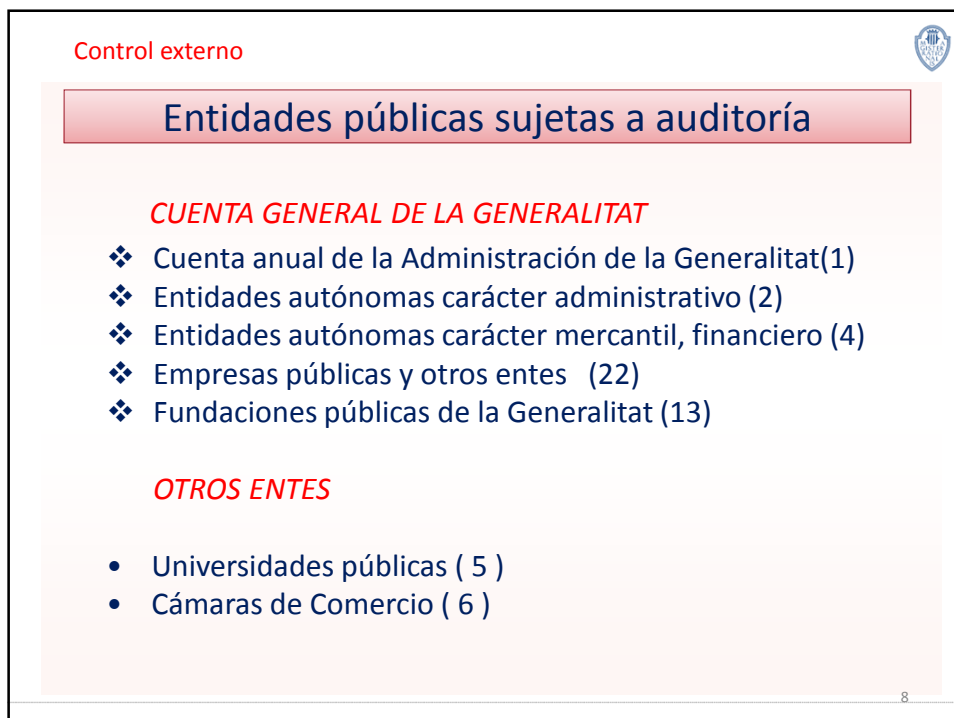 Control externo
Entidades públicas sujetas a auditoría
CUENTA GENERAL DE LA GENERALITAT
❖ Cuenta anual de la Administración de la Generalitat(1)
❖ Entidades autónomas carácter administrativo (2)
❖ Entidades autónomas carácter mercantil, financiero (4)
❖ Empresas públicas y otros entes (22)
❖ Fundaciones públicas de la Generalitat (13)
OTROS ENTES
• Universidades públicas ( 5 )
• Cámaras de Comercio ( 6 )
8